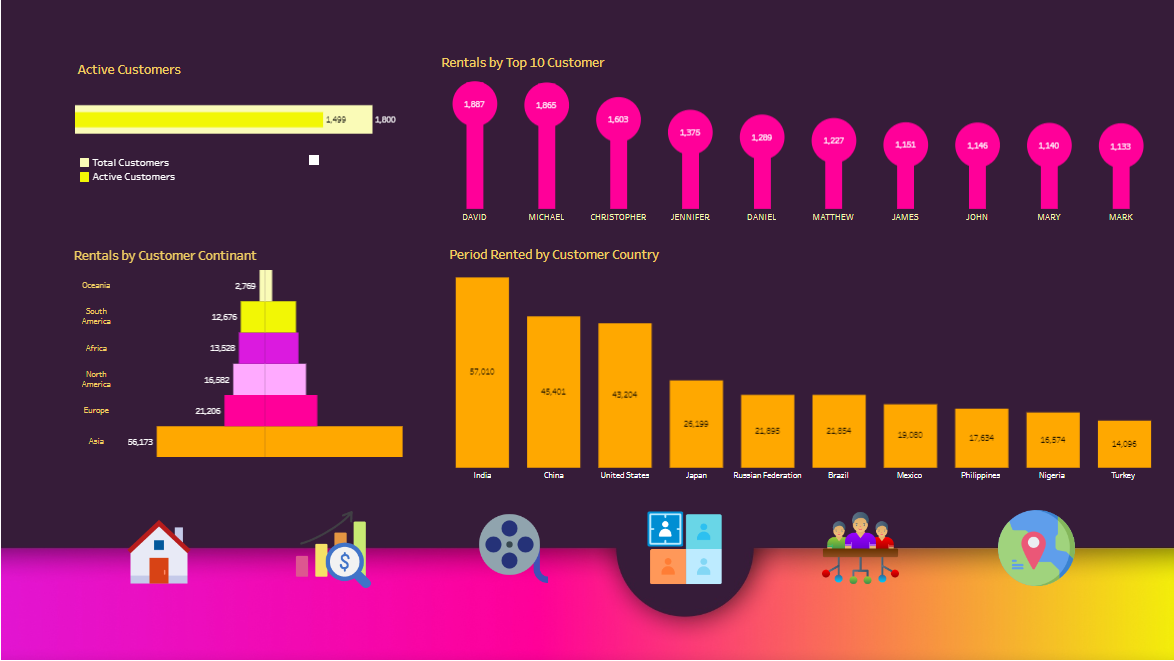 Active Customers
1,499
1,800
Total Customers
Active Customers
Rentals by Top 10 Customer
1,887
1,865
1,603
1,375
1,289
1,227
1,151
1,146
1,140
1,133
DAVID
MICHAEL
CHRISTOPHER
JENNIFER
DANIEL
MATTHEW
JAMES
JOHN
MARY
MARK
Rentals by Customer Continant
Oceania
2,769
South
America
12,676
Africa
13,528
North
America
16,582
Europe
21,206
Asia
56,173
Period Rented by Customer Country
57,010
45,401
43,204
26,199
21,895
21,854
19,080
17,634
16,574
14,096
India
China
United States
Japan
Russian Federation
Brazil
Mexico
Philippines
Nigeria
Turkey
$